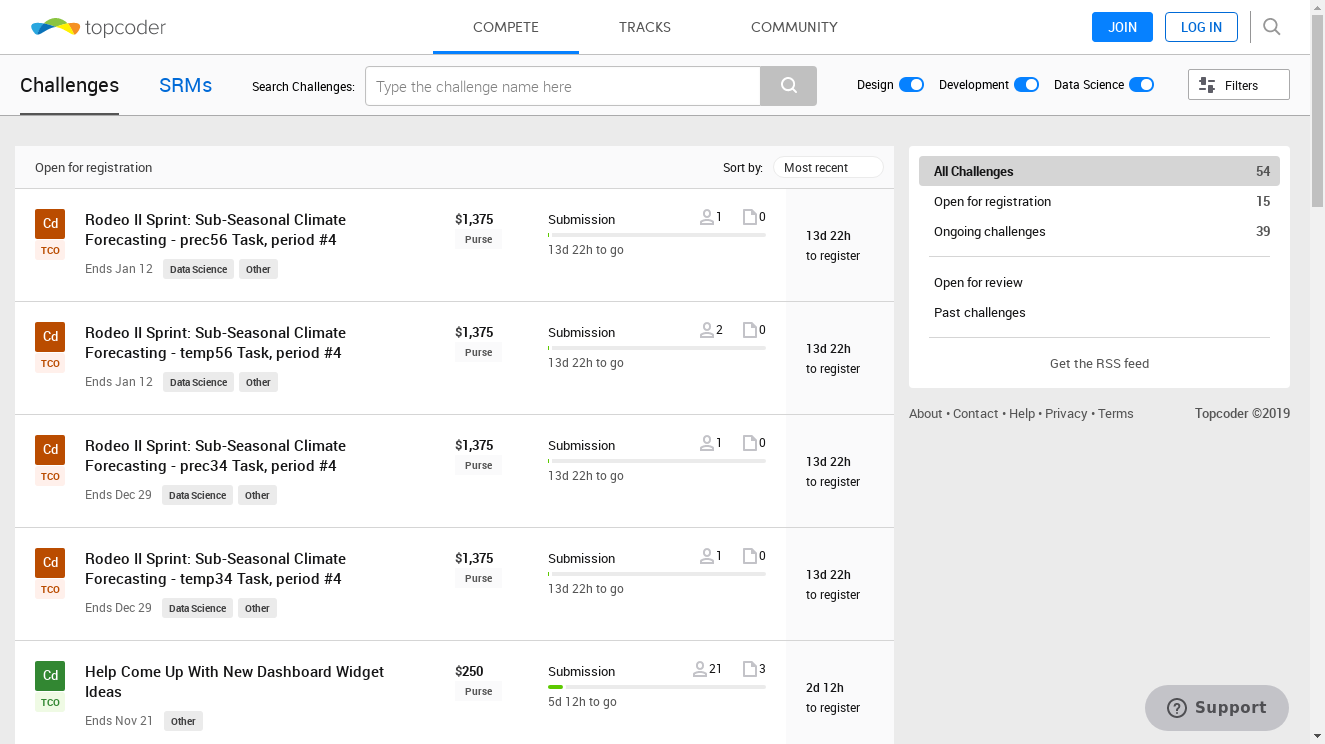 topcoder
COMPETE
TRACKS
COMMUNITY
JOIN
LOG IN
Challenges
SRMs
Search Challenges:
Type the challenge name here
Design
Development
Data Science
Filters
Open for registration
Sort by:
Most recent
Cd
TCO
Rodeo II Sprint: Sub-Seasonal Climate
Forecasting - prec56 Task, period #4
Ends Jan 12
Data Science
Other
$1,375
Purse
Submission
1
0
13d 22h to go
13d 22h
to register
Cd
TCO
Rodeo II Sprint: Sub-Seasonal Climate
Forecasting - temp56 Task, period #4
Ends Jan 12
Data Science
Other
$1,375
Purse
Submission
2
0
13d 22h to go
13d 22h
to register
Cd
TCO
Rodeo II Sprint: Sub-Seasonal Climate
Forecasting - prec34 Task, period #4
Ends Dec 29
Data Science
Other
$1,375
Purse
Submission
1
0
13d 22h to go
13d 22h
to register
Cd
TCO
Rodeo II Sprint: Sub-Seasonal Climate
Forecasting - temp34 Task, period #4
Ends Dec 29
Data Science
Other
$1,375
Purse
Submission
1
0
13d 22h to go
13d 22h
to register
Cd
TCO
Help Come Up With New Dashboard Widget
Ideas
Ends Nov 21
Other
$250
Purse
Submission
21
3
5d 12h to go
2d 12h
to register
All Challenges 54
Open for registration 15
Ongoing challenges 39
Open for review
Past challenges
Get the RSS feed
About • Contact • Help • Privacy • Terms
Topcoder ©2019
Support